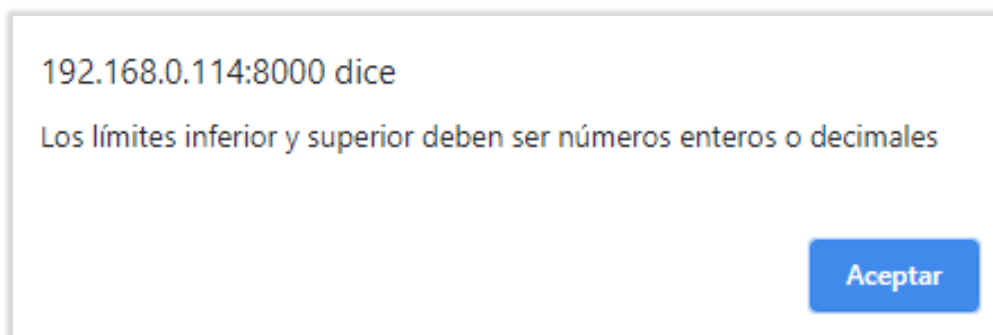 192.168.0.114:8000 dice
Los límites inferior y superior deben ser números enteros o decimales
Aceptar